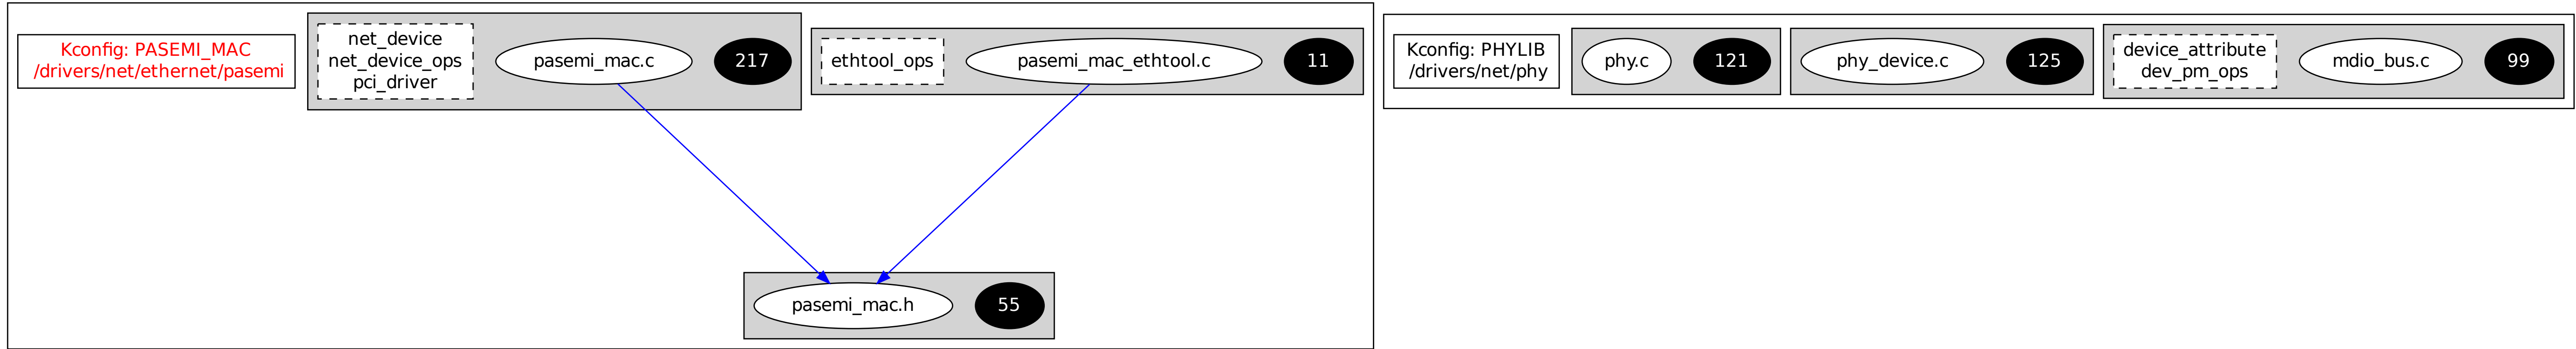 Kconfig: PASEMI_MAC
/drivers/net/ethernet/pasemi
net_device
net_device_ops
pci_driver
pasemi_mac.c
217
ethtool_ops
pasemi_mac_ethtool.c
11
pasemi_mac.h
55
Kconfig: PHYLIB
/drivers/net/phy
phy.c
121
phy_device.c
125
device_attribute
dev_pm_ops
mdio_bus.c
99